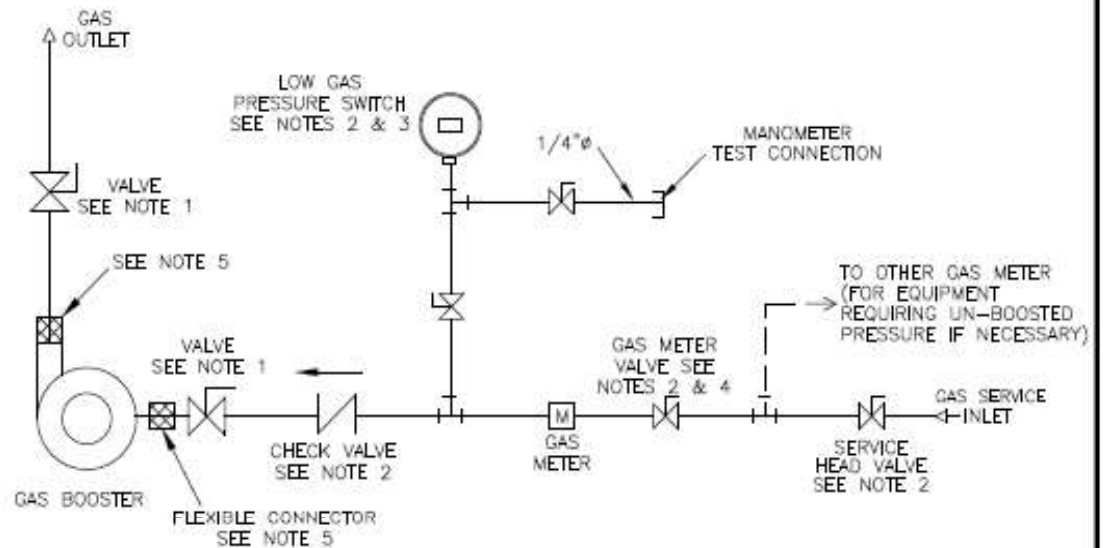 GAS
OUTLET
LOW GAS
PRESSURE SWITCH
SEE NOTES 2 & 3
1/4"ø
MANOMETER
TEST CONNECTION
VALVE
SEE NOTE 1
SEE NOTE 5
TO OTHER GAS METER
(FOR EQUIPMENT
REQUIRING UN-BOOSTED
PRESSURE IF NECESSARY)
VALVE
SEE NOTE 1
GAS METER
VALVE SEE
NOTES 2 & 4
GAS SERVICE
INLET
M
GAS
METER
CHECK VALVE
SEE NOTE 2
SERVICE
HEAD VALVE
SEE NOTE 2
GAS BOOSTER
FLEXIBLE CONNECTOR
SEE NOTE 5